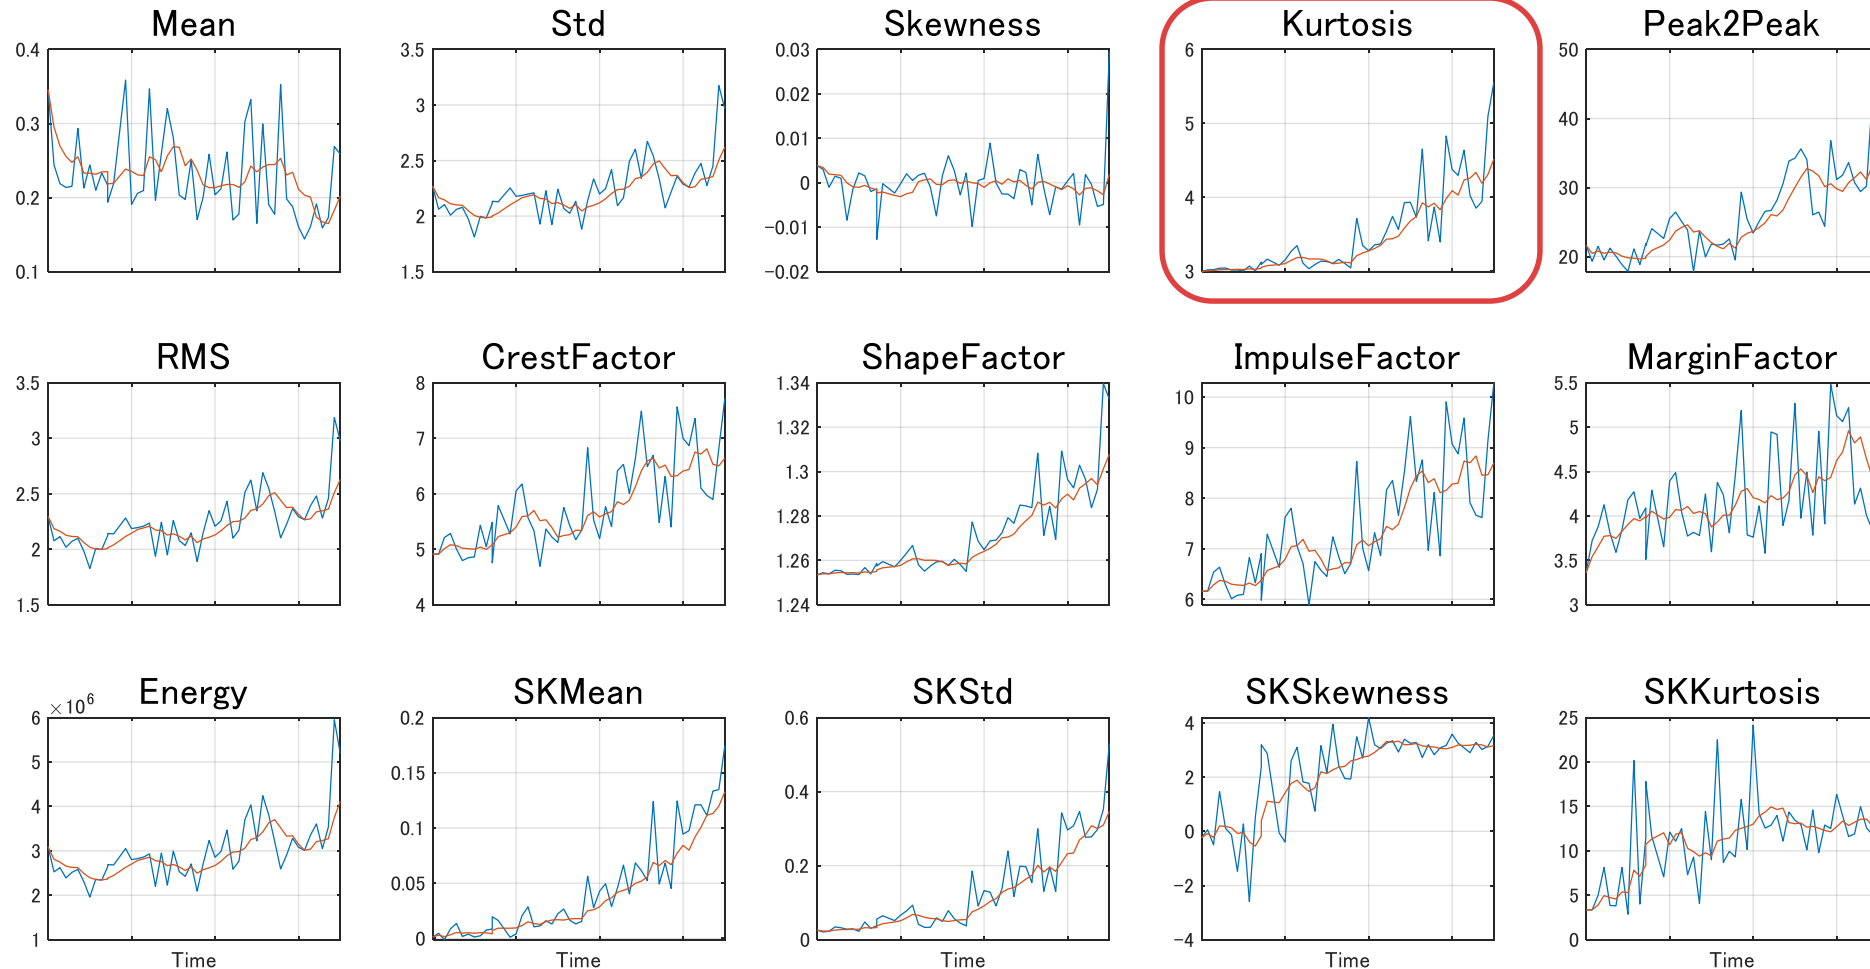 Mean Std Skewness Kurtosis Peak2Peak
0.4 3.5 0.03 6 50
0.3 3 0.02 5 40
0.2 2.5 0.01 4 30
0.1 2 0 3 20
1.5 −0.01
−0.02
RMS CrestFactor ShapeFactor ImpulseFactor MarginFactor
3.5 8 1.34 10 5.5
3 7 1.32 9 5
2.5 6 1.3 8 4.5
2 5 1.28 7 4
1.5 4 1.26 6 3.5
1.24 3
Energy SKMean SKStd SKSkewness SKKurtosis
×10⁶
6 0.2 0.6 4 25
5 0.15 0.4 2 20
4 0.1 0.2 0 15
3 0.05 0 −2 10
2 0 −4 5
1 0
Time Time Time Time Time